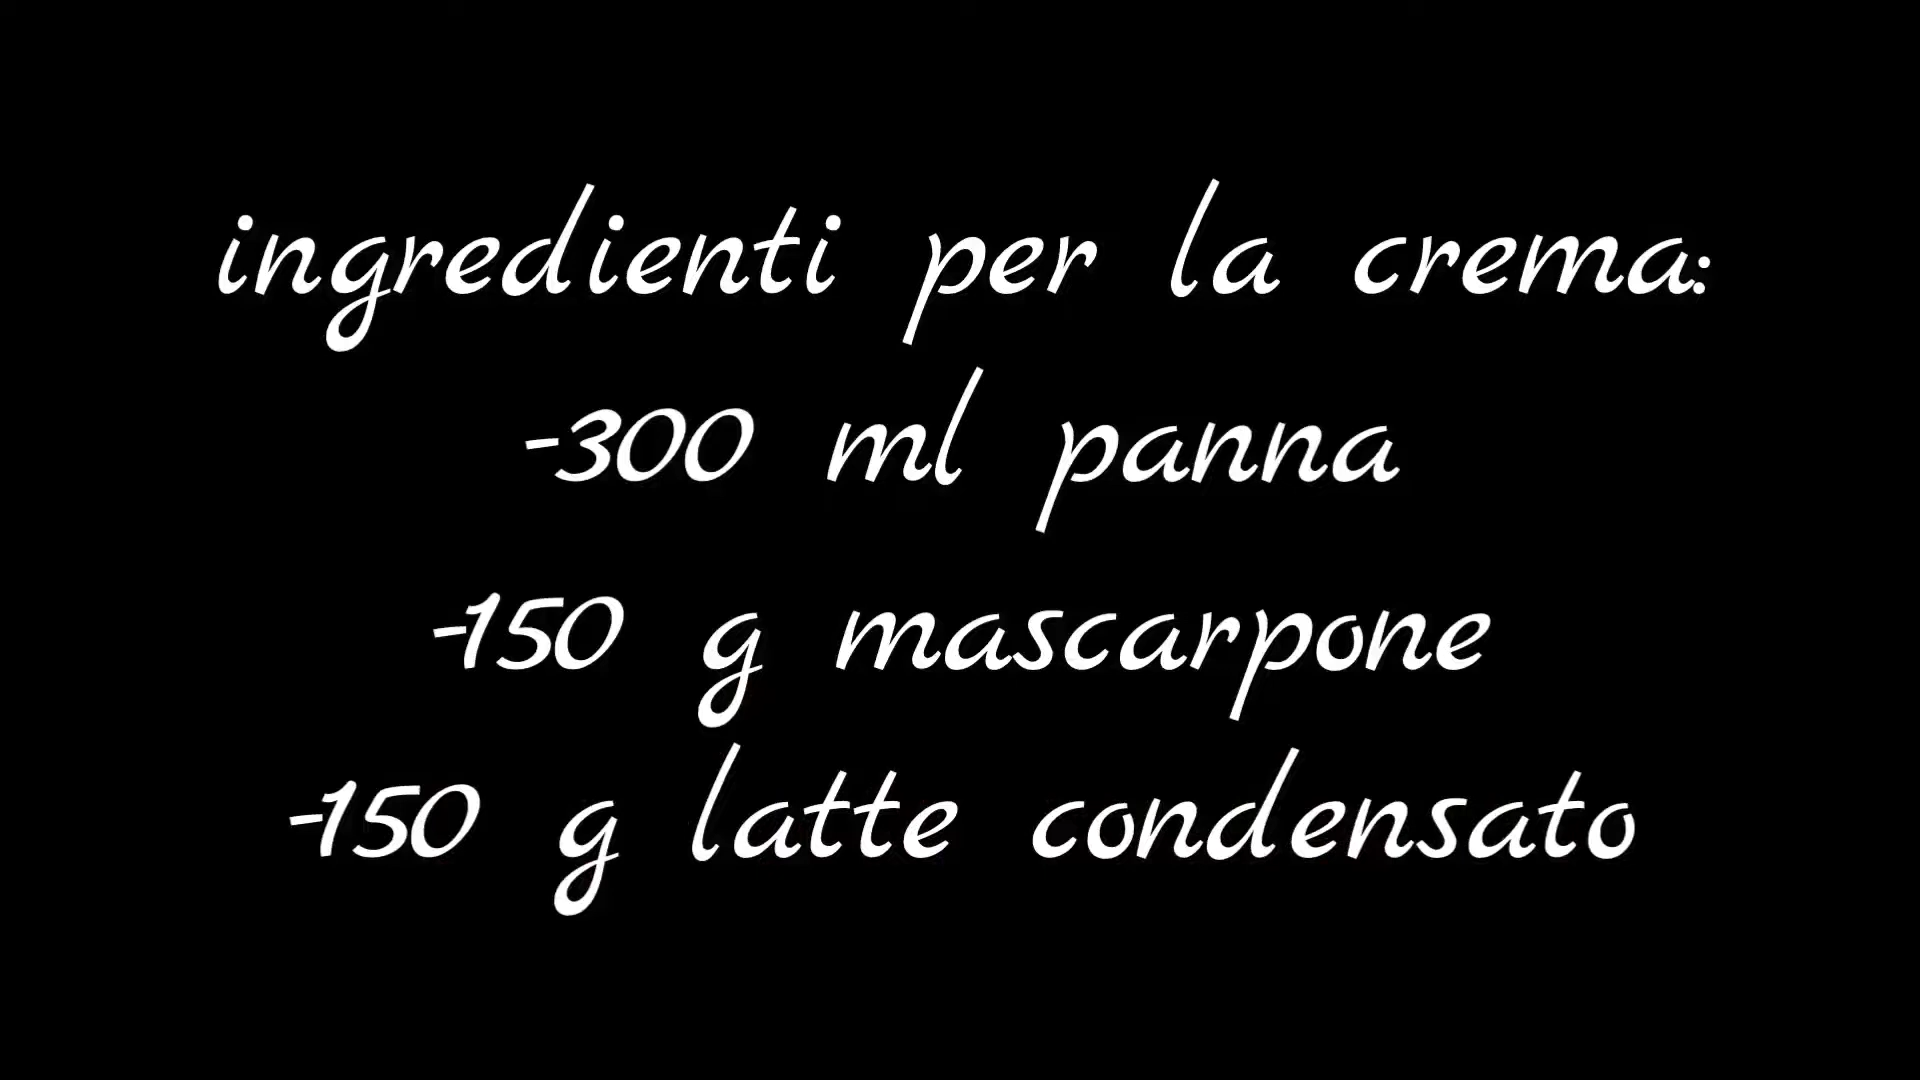 ingredienti per la crema:
-300 ml panna
-150 g mascarpone
-150 g latte condensato